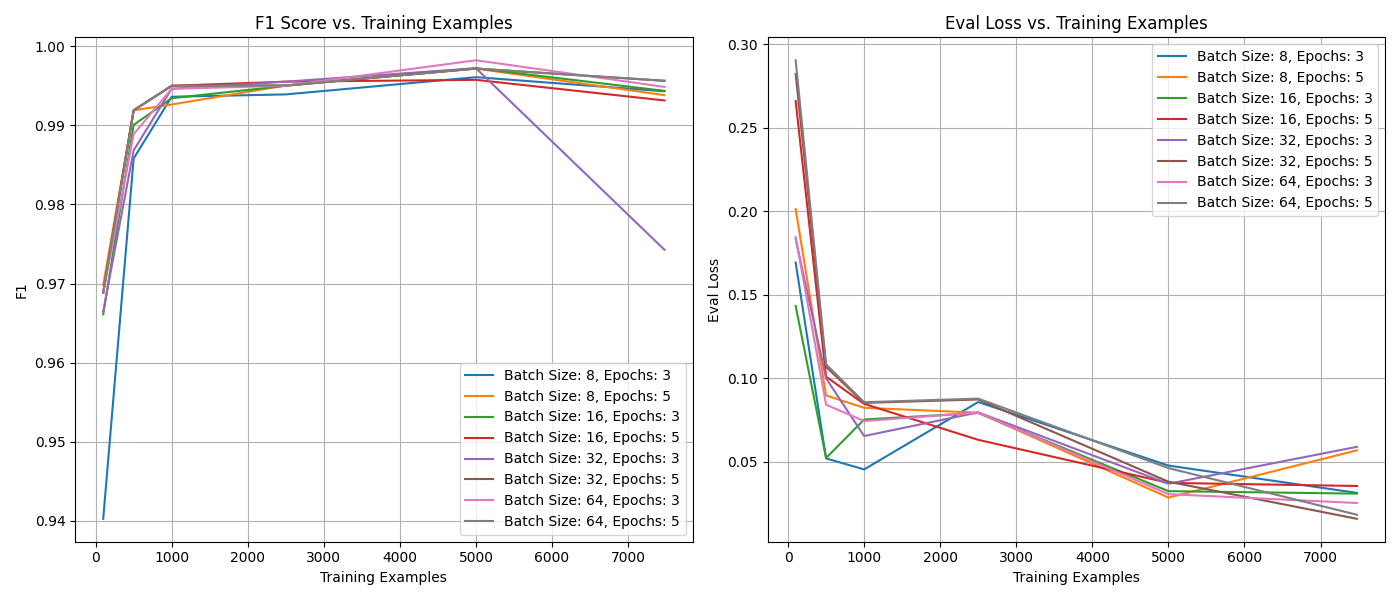 F1 Score vs. Training Examples
1.00
0.99
0.98
0.97
0.96
0.95
0.94
F1
Batch Size: 8, Epochs: 3
Batch Size: 8, Epochs: 5
Batch Size: 16, Epochs: 3
Batch Size: 16, Epochs: 5
Batch Size: 32, Epochs: 3
Batch Size: 32, Epochs: 5
Batch Size: 64, Epochs: 3
Batch Size: 64, Epochs: 5
0 1000 2000 3000 4000 5000 6000 7000
Training Examples
Eval Loss vs. Training Examples
0.30
0.25
0.20
0.15
0.10
0.05
Eval Loss
Batch Size: 8, Epochs: 3
Batch Size: 8, Epochs: 5
Batch Size: 16, Epochs: 3
Batch Size: 16, Epochs: 5
Batch Size: 32, Epochs: 3
Batch Size: 32, Epochs: 5
Batch Size: 64, Epochs: 3
Batch Size: 64, Epochs: 5
0 1000 2000 3000 4000 5000 6000 7000
Training Examples